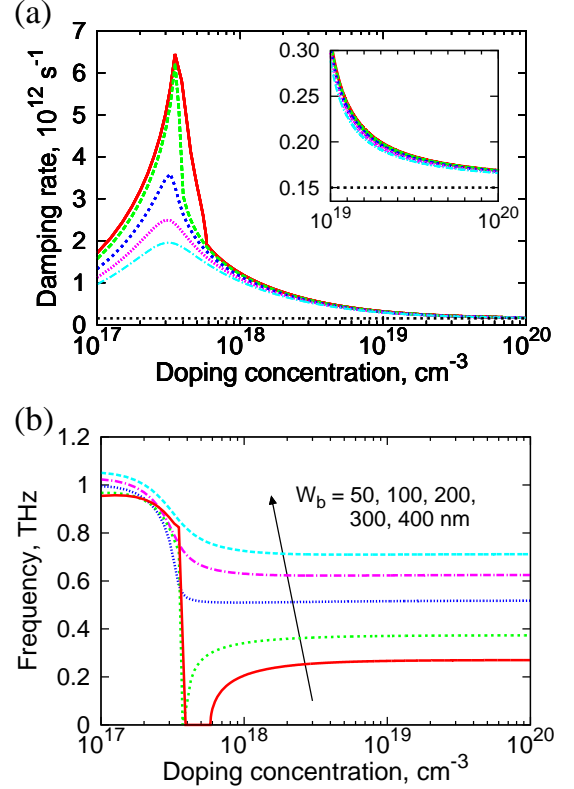 (a)
Damping rate, 10^12 s^-1
7
6
5
4
3
2
1
0
10^17 10^18 10^19 10^20
Doping concentration, cm^-3
0.30
0.25
0.20
0.15
10^19 10^20
(b)
Frequency, THz
1.2
1
0.8
0.6
0.4
0.2
0
W_b = 50, 100, 200,
300, 400 nm
10^17 10^18 10^19 10^20
Doping concentration, cm^-3